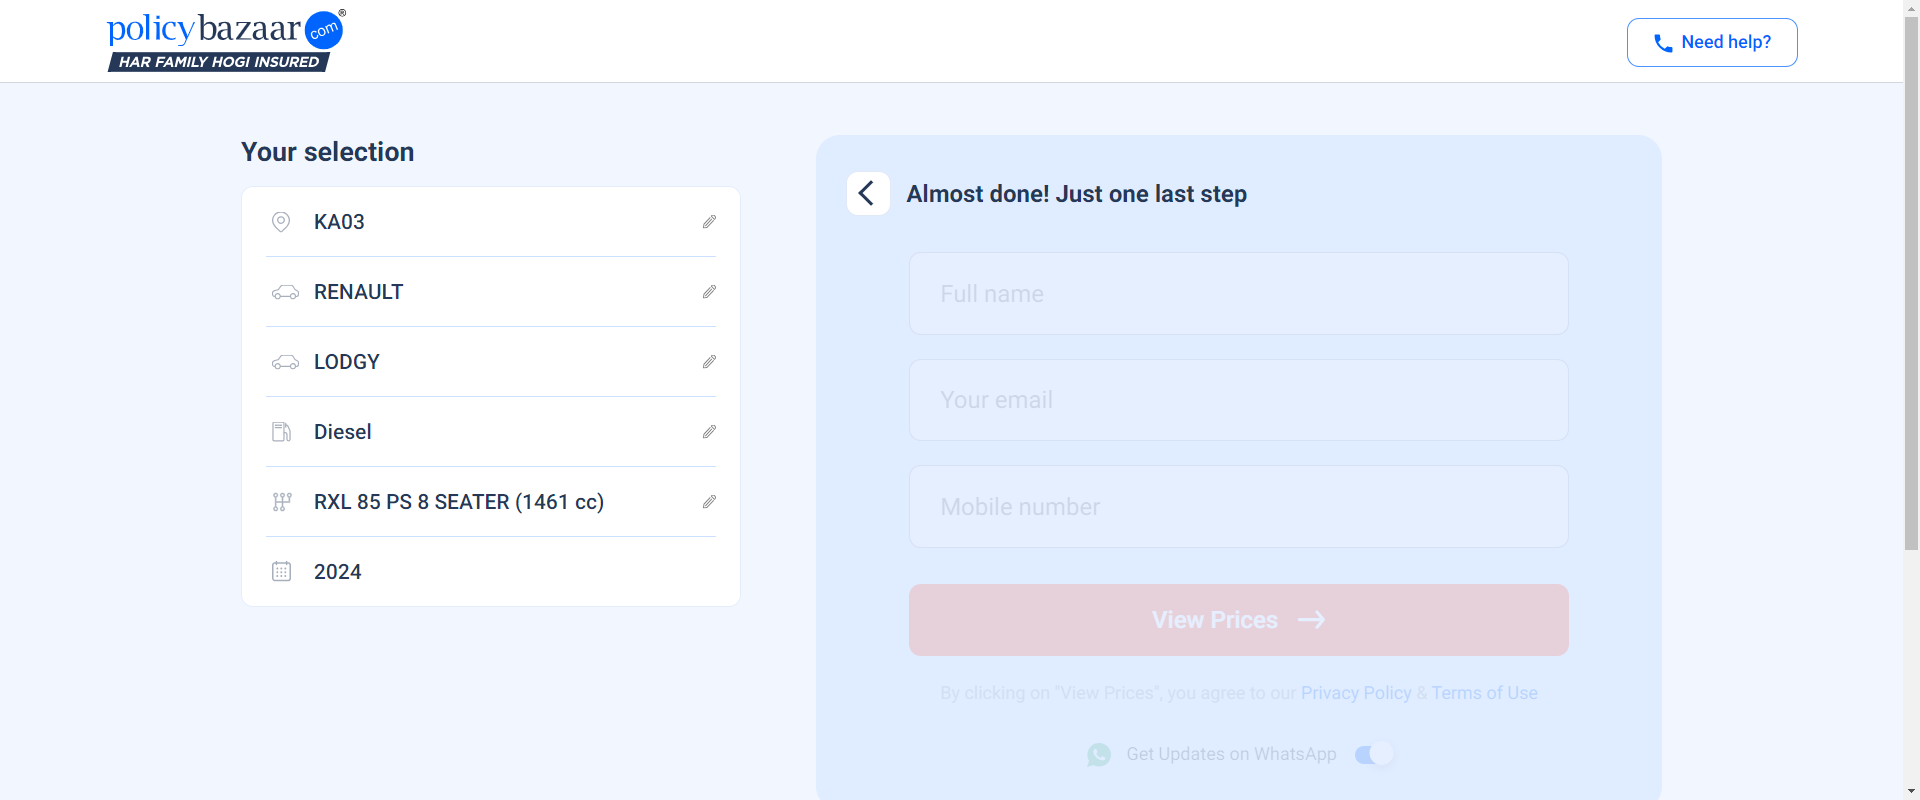 policybazaar.com®
HAR FAMILY HOGI INSURED
Need help?
Your selection
KA03
RENAULT
LODGY
Diesel
RXL 85 PS 8 SEATER (1461 cc)
2024
Almost done! Just one last step
Full name
Your email
Mobile number
View Prices
By clicking on "View Prices", you agree to our Privacy Policy & Terms of Use
Get Updates on WhatsApp